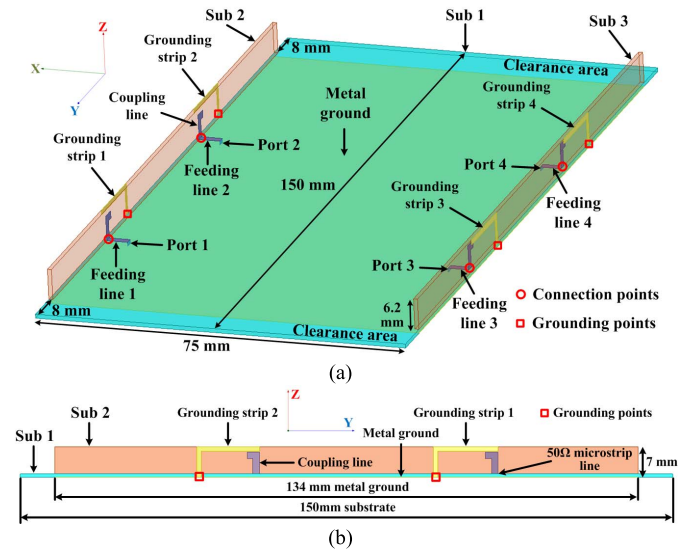 Z
X
Y
Sub 2
Sub 1
Sub 3
8 mm
Grounding
strip 2
Clearance area
Coupling
line
Metal
ground
Grounding
strip 4
Grounding
strip 1
Port 2
Feeding
line 2
150 mm
Port 4
Feeding
line 4
Grounding
strip 3
Port 1
Feeding
line 1
Port 3
Feeding
line 3
Connection points
Grounding points
8 mm
6.2
mm
Clearance area
75 mm
(a)
Z
Y
Sub 1
Sub 2
Grounding strip 2
Grounding strip 1
Grounding points
Metal ground
Coupling line
50Ω microstrip
line
7 mm
134 mm metal ground
150mm substrate
(b)